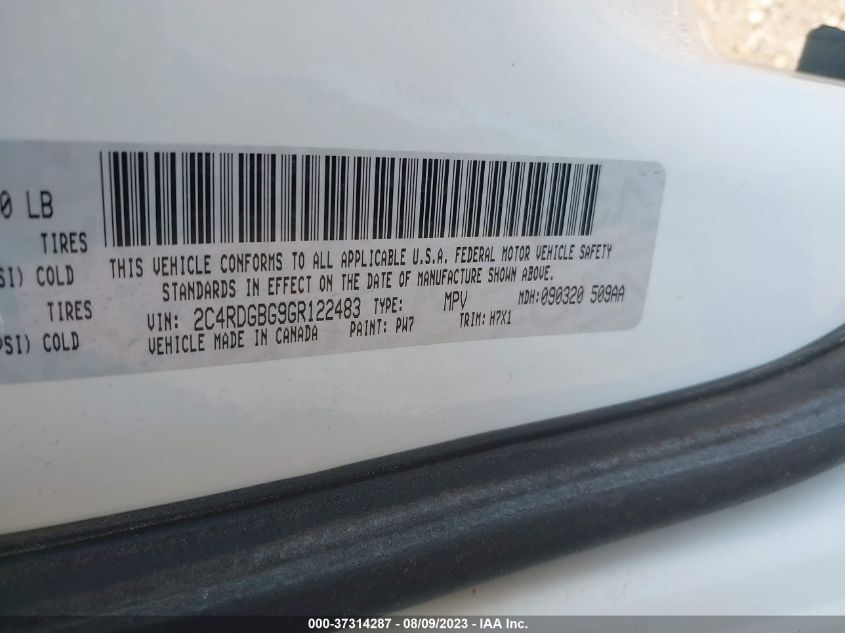 0 LB
TIRES
SI) COLD
TIRES
PSI) COLD
THIS VEHICLE CONFORMS TO ALL APPLICABLE U.S.A. FEDERAL MOTOR VEHICLE SAFETY
STANDARDS IN EFFECT ON THE DATE OF MANUFACTURE SHOWN ABOVE.
VIN: 2C4RDGBG9GR122483 TYPE: MPV MDH:090320 509AA
VEHICLE MADE IN CANADA PAINT: PW7 TRIM: H7X1
000-37314287 - 08/09/2023 - IAA Inc.